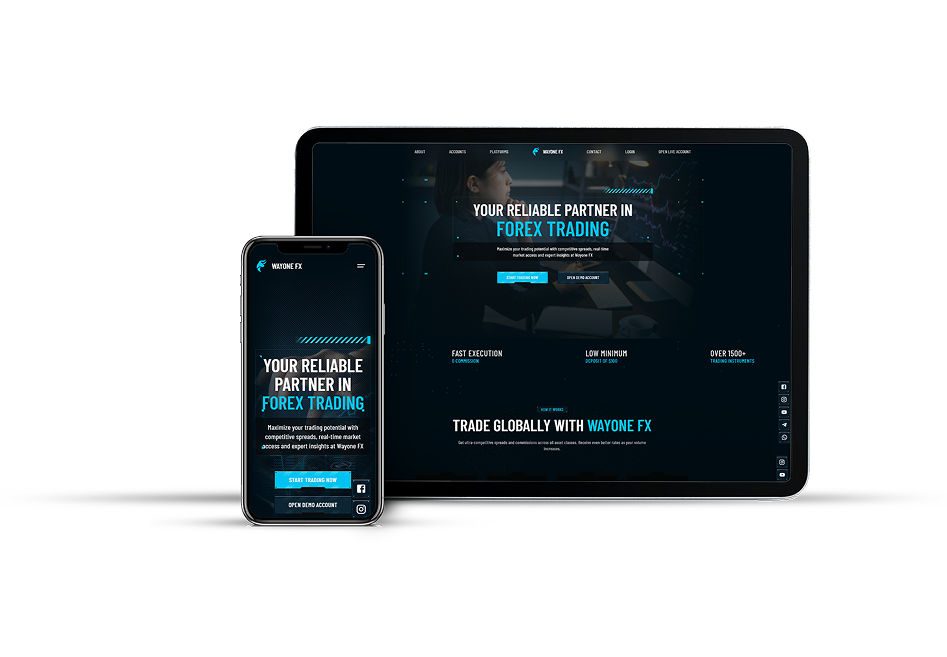 ABOUT
ACCOUNTS
PLATFORMS
WAYONE FX
CONTACT
LOGIN
OPEN LIVE ACCOUNT
YOUR RELIABLE PARTNER IN
FOREX TRADING
Maximize your trading potential with competitive spreads, real-time
market access and expert insights at Wayone FX
START TRADING NOW
OPEN DEMO ACCOUNT
FAST EXECUTION
0 COMMISSION
LOW MINIMUM
DEPOSIT OF $100
OVER 1500+
TRADING INSTRUMENTS
HOW IT WORKS
TRADE GLOBALLY WITH WAYONE FX
Get ultra-competitive spreads and commissions across all asset classes. Receive even better rates as your volume
increases.
WAYONE FX
YOUR RELIABLE
PARTNER IN
FOREX TRADING
Maximize your trading potential with
competitive spreads, real-time market
access and expert insights at Wayone FX
START TRADING NOW
OPEN DEMO ACCOUNT